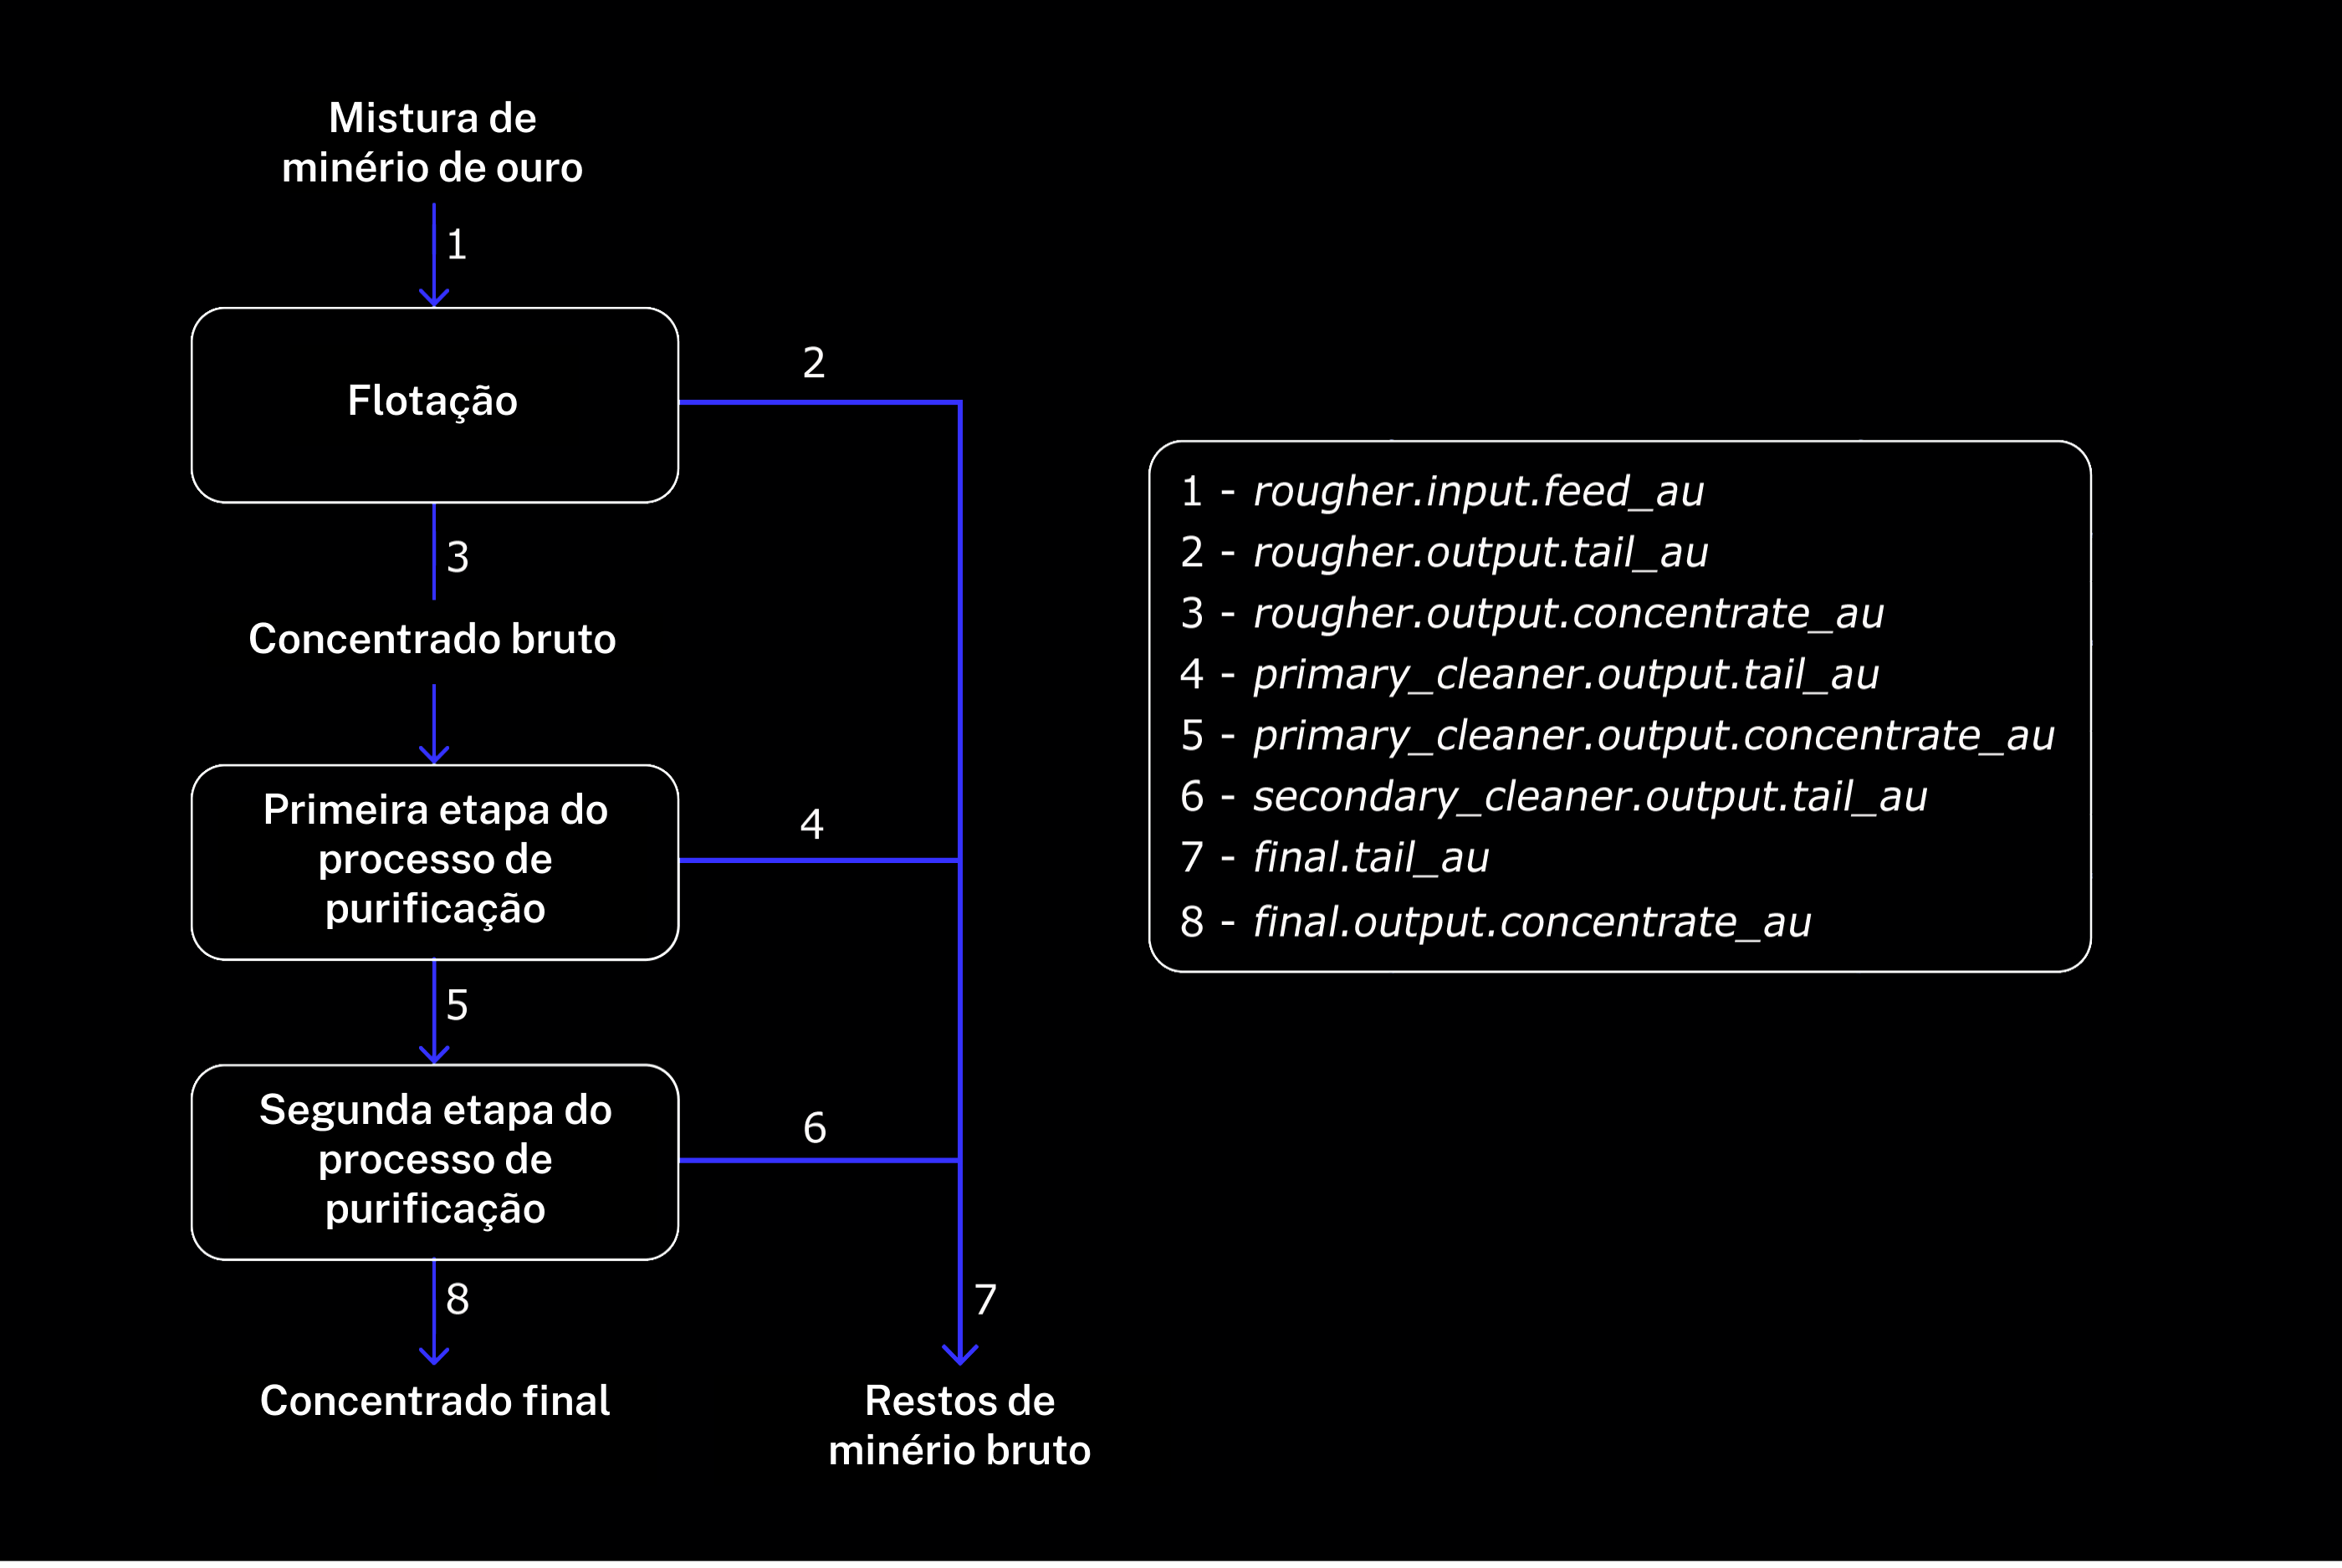 Mistura de
minério de ouro
1
Flotação
2
3
Concentrado bruto
Primeira etapa do
processo de
purificação
4
5
Segunda etapa do
processo de
purificação
6
8
7
Concentrado final
Restos de
minério bruto
1 - rougher.input.feed_au
2 - rougher.output.tail_au
3 - rougher.output.concentrate_au
4 - primary_cleaner.output.tail_au
5 - primary_cleaner.output.concentrate_au
6 - secondary_cleaner.output.tail_au
7 - final.tail_au
8 - final.output.concentrate_au